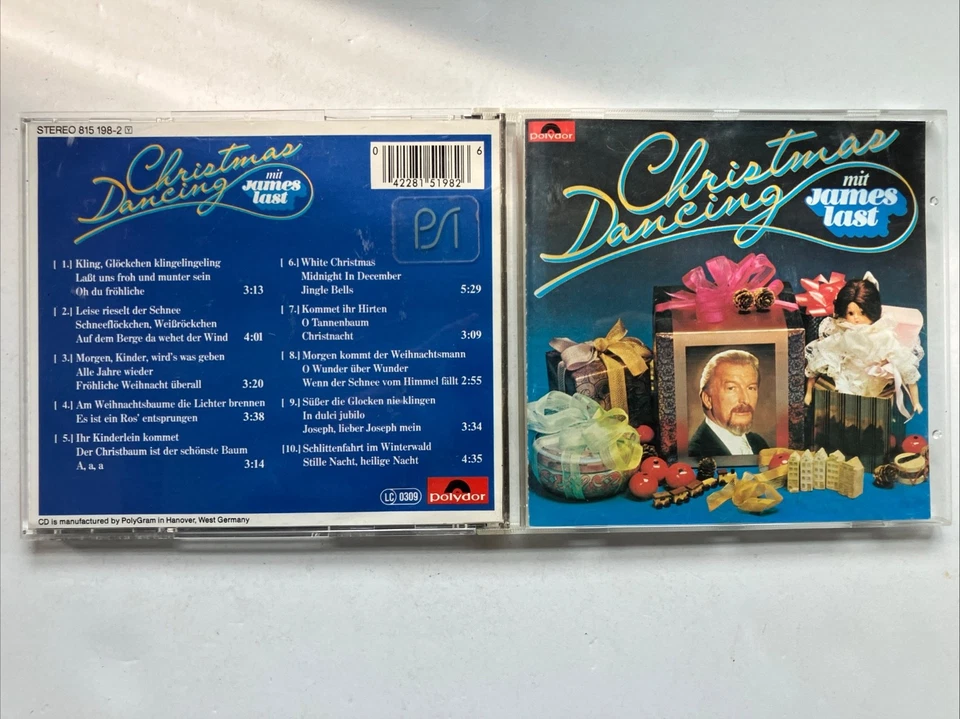 STEREO 815 198-2 Y
Christmas
Dancing
mit
James
last
0
6
42281 51982
PSI
[ 1.] Kling, Glöckchen klingelingeling
Laßt uns froh und munter sein
Oh du fröhliche 3:13
[ 2.] Leise rieselt der Schnee
Schneeflöckchen, Weißröckchen
Auf dem Berge da wehet der Wind 4:01
[ 3.] Morgen, Kinder, wird's was geben
Alle Jahre wieder
Fröhliche Weihnacht überall 3:20
[ 4.] Am Weihnachtsbaume die Lichter brennen
Es ist ein Ros' entsprungen 3:38
[ 5.] Ihr Kinderlein kommet
Der Christbaum ist der schönste Baum
A, a, a 3:14
[ 6.] White Christmas
Midnight In December
Jingle Bells 5:29
[ 7.] Kommet ihr Hirten
O Tannenbaum
Christnacht 3:09
[ 8.] Morgen kommt der Weihnachtsmann
O Wunder über Wunder
Wenn der Schnee vom Himmel fällt 2:55
[ 9.] Süßer die Glocken nie klingen
In dulci jubilo
Joseph, lieber Joseph mein 3:34
[10.] Schlittenfahrt im Winterwald
Stille Nacht, heilige Nacht 4:35
LC 0309
polydor
CD is manufactured by PolyGram in Hanover, West Germany
polydor
Christmas
Dancing
mit
James
last